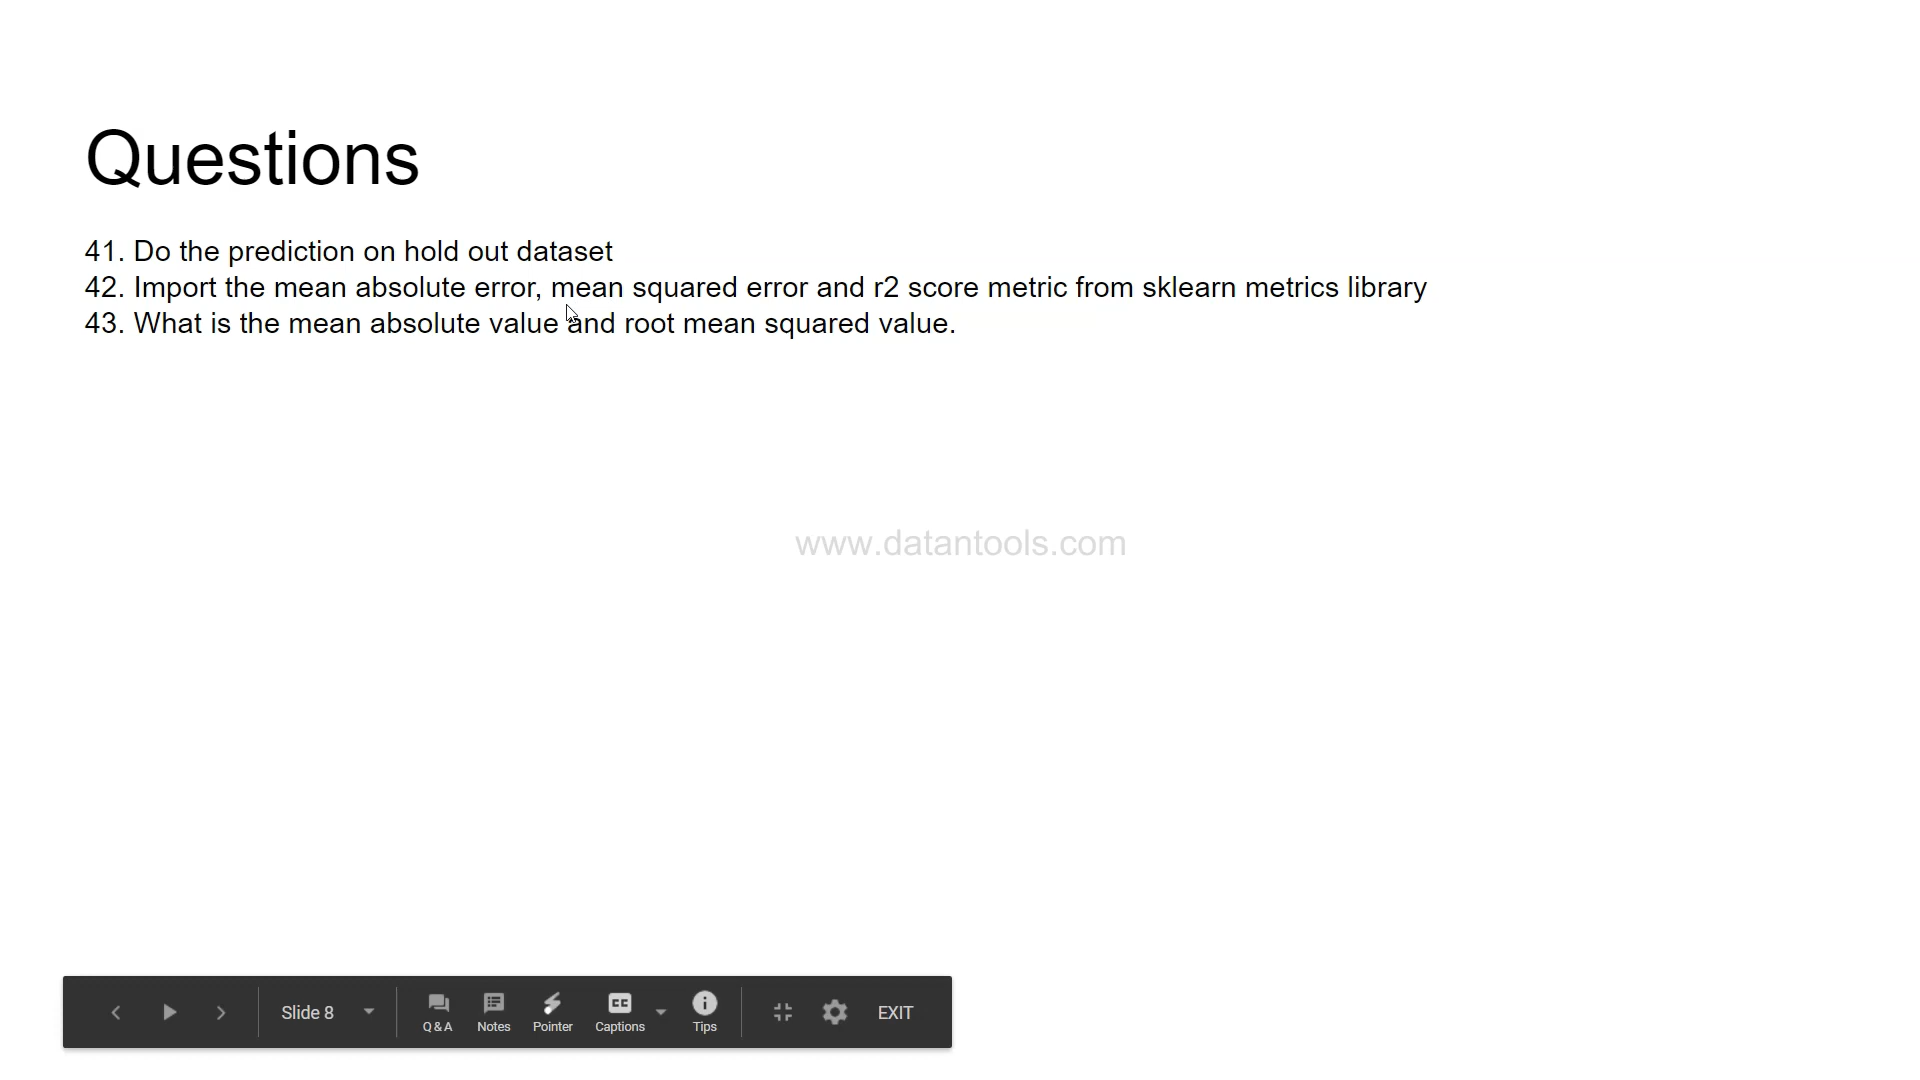 Questions
41. Do the prediction on hold out dataset
42. Import the mean absolute error, mean squared error and r2 score metric from sklearn metrics library
43. What is the mean absolute value and root mean squared value.
www.datantools.com
Slide 8
Q & A
Notes
Pointer
CC
Captions
Tips
EXIT